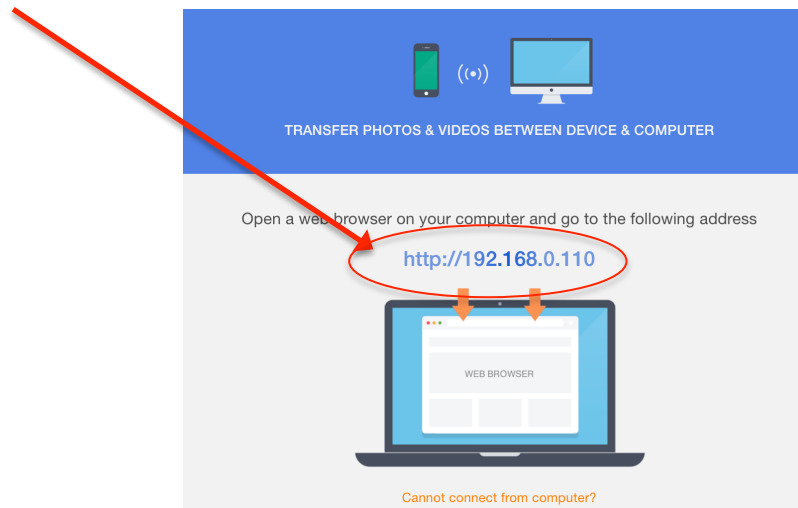 TRANSFER PHOTOS & VIDEOS BETWEEN DEVICE & COMPUTER
Open a web browser on your computer and go to the following address
http://192.168.0.110
WEB BROWSER
Cannot connect from computer?